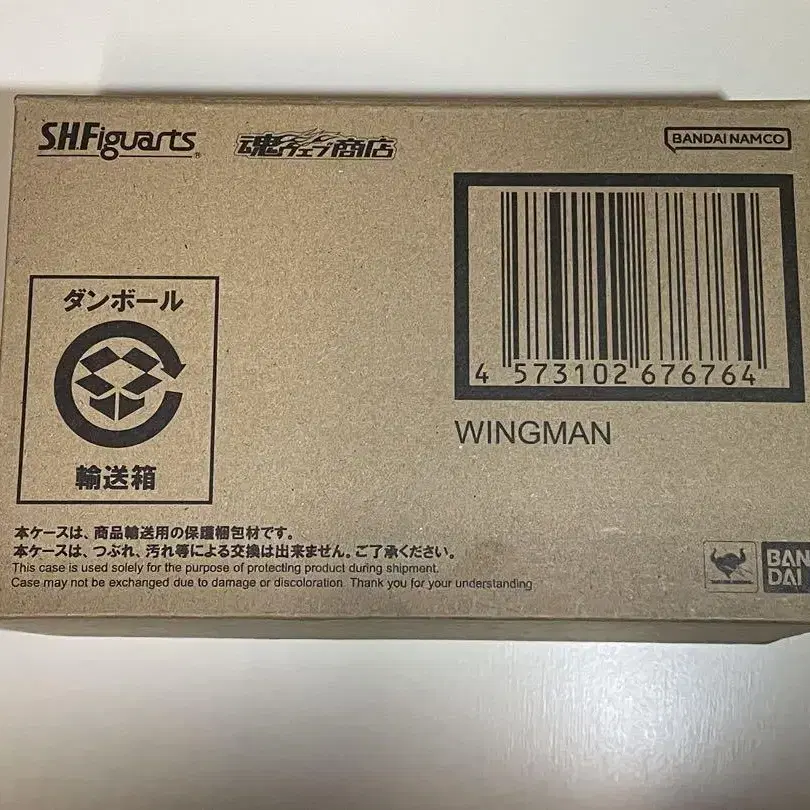 S.H.Figuarts®
魂ウェブ商店
BANDAI NAMCO
4 573102 676764
WINGMAN
ダンボール
輸送箱
本ケースは、商品輸送用の保護梱包材です。
本ケースは、つぶれ、汚れ等による交換は出来ません。ご了承ください。
This case is used solely for the purpose of protecting product during shipment.
Case may not be exchanged due to damage or discoloration. Thank you for your understanding
BAN
DAI